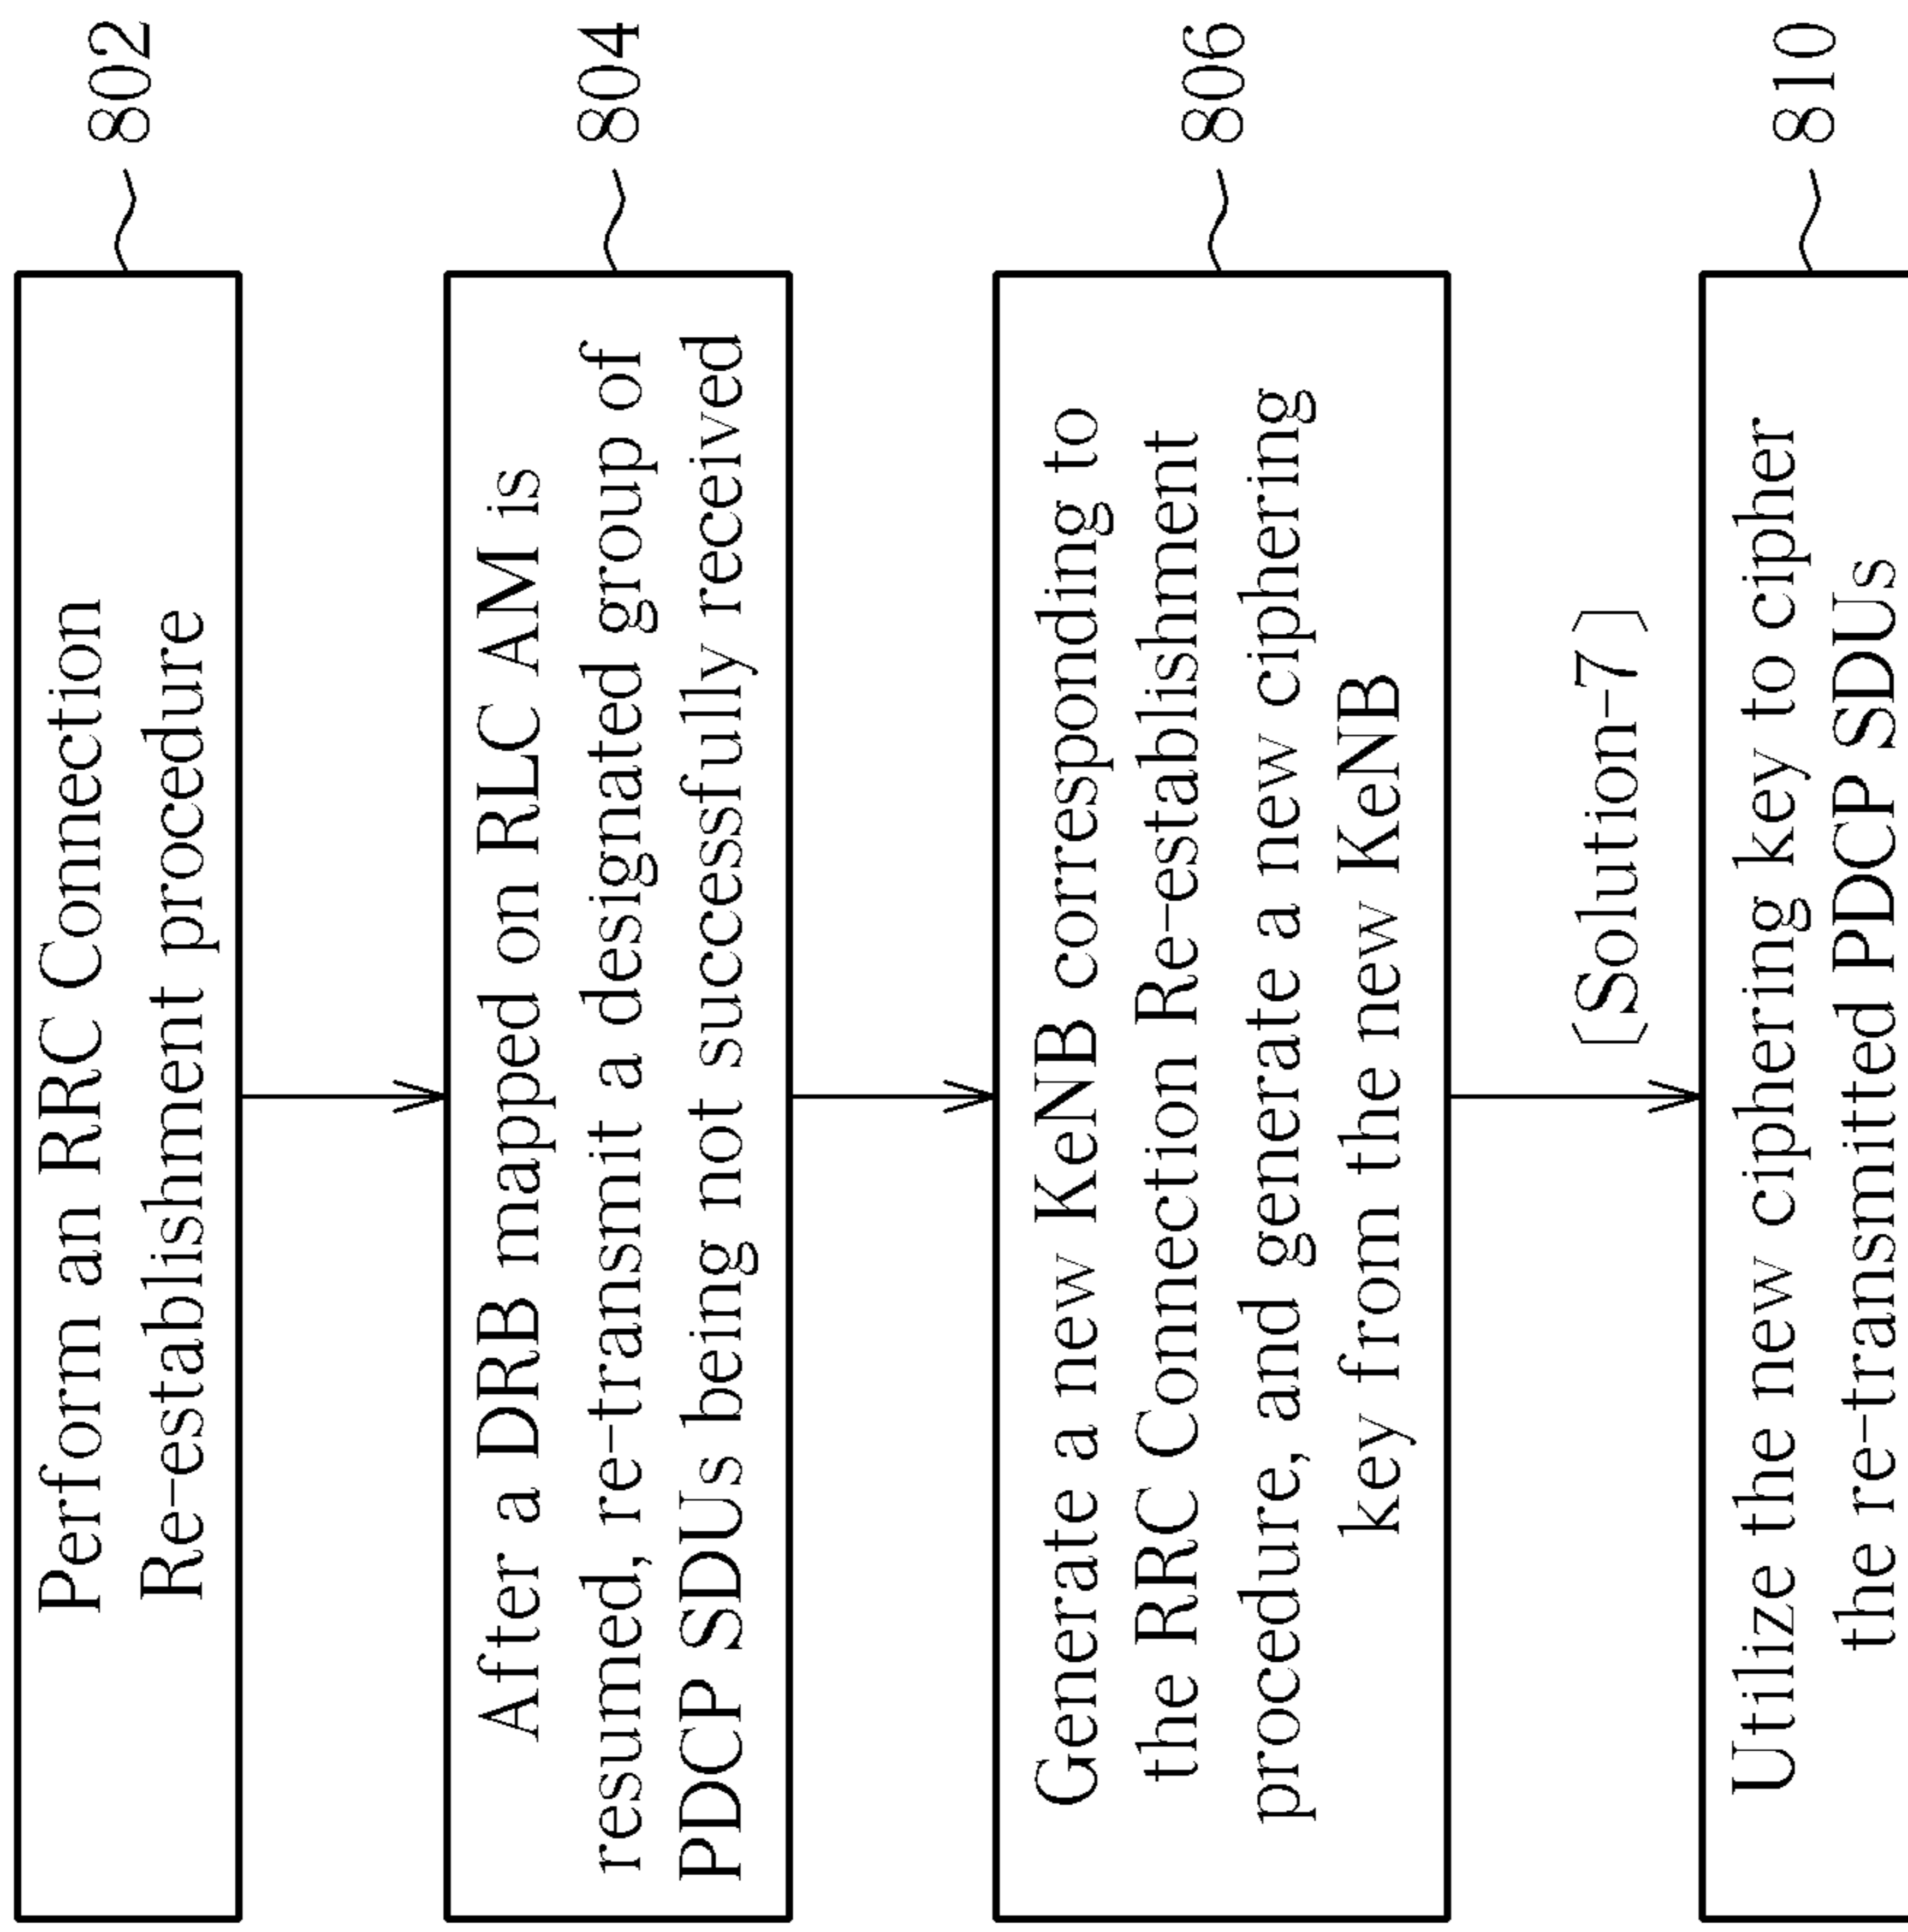 Perform an RRC Connection
Re-establishment procedure
802
After a DRB mapped on RLC AM is
resumed, re-transmit a designated group of
PDCP SDUs being not successfully received
804
Generate a new KeNB corresponding to
the RRC Connection Re-establishment
procedure, and generate a new ciphering
key from the new KeNB
806
(Solution-7)
Utilize the new ciphering key to cipher
the re-transmitted PDCP SDUs
810